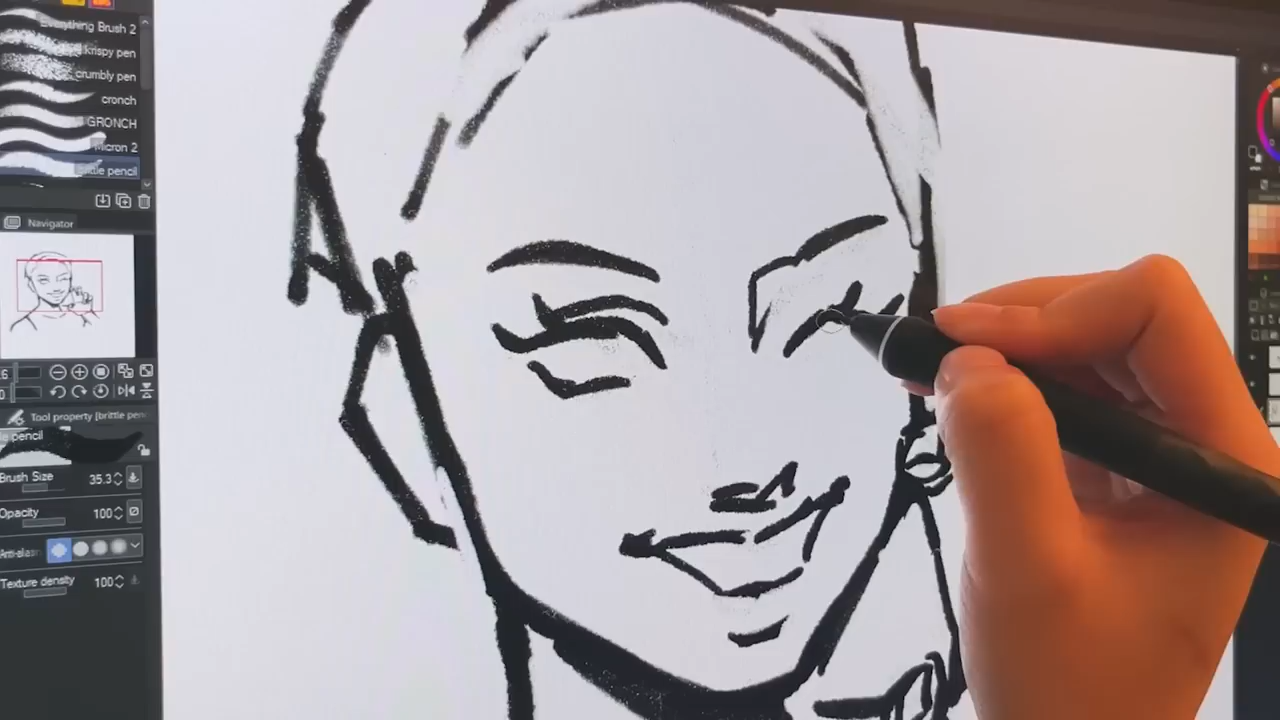 Everything Brush 2
krispy pen
crumbly pen
cronch
GRONCH
Micron 2
pencil
Navigator
Tool property [brittle pen
pencil
Brush Size 35.3
Opacity 100
Texture density 100